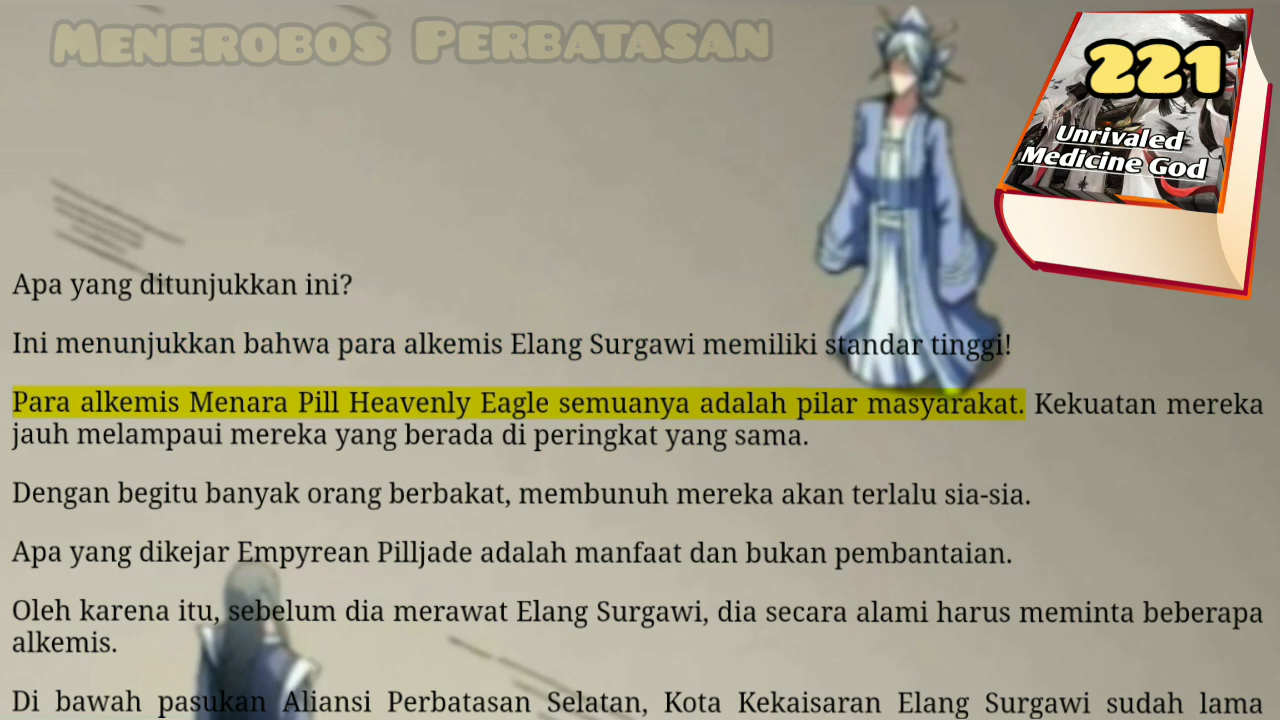 Menerobos Perbatasan
221
Unrivaled
Medicine God
Apa yang ditunjukkan ini?
Ini menunjukkan bahwa para alkemis Elang Surgawi memiliki standar tinggi!
Para alkemis Menara Pill Heavenly Eagle semuanya adalah pilar masyarakat. Kekuatan mereka
jauh melampaui mereka yang berada di peringkat yang sama.
Dengan begitu banyak orang berbakat, membunuh mereka akan terlalu sia-sia.
Apa yang dikejar Empyrean Pilljade adalah manfaat dan bukan pembantaian.
Oleh karena itu, sebelum dia merawat Elang Surgawi, dia secara alami harus meminta beberapa
alkemis.
Di bawah pasukan Aliansi Perbatasan Selatan, Kota Kekaisaran Elang Surgawi sudah lama